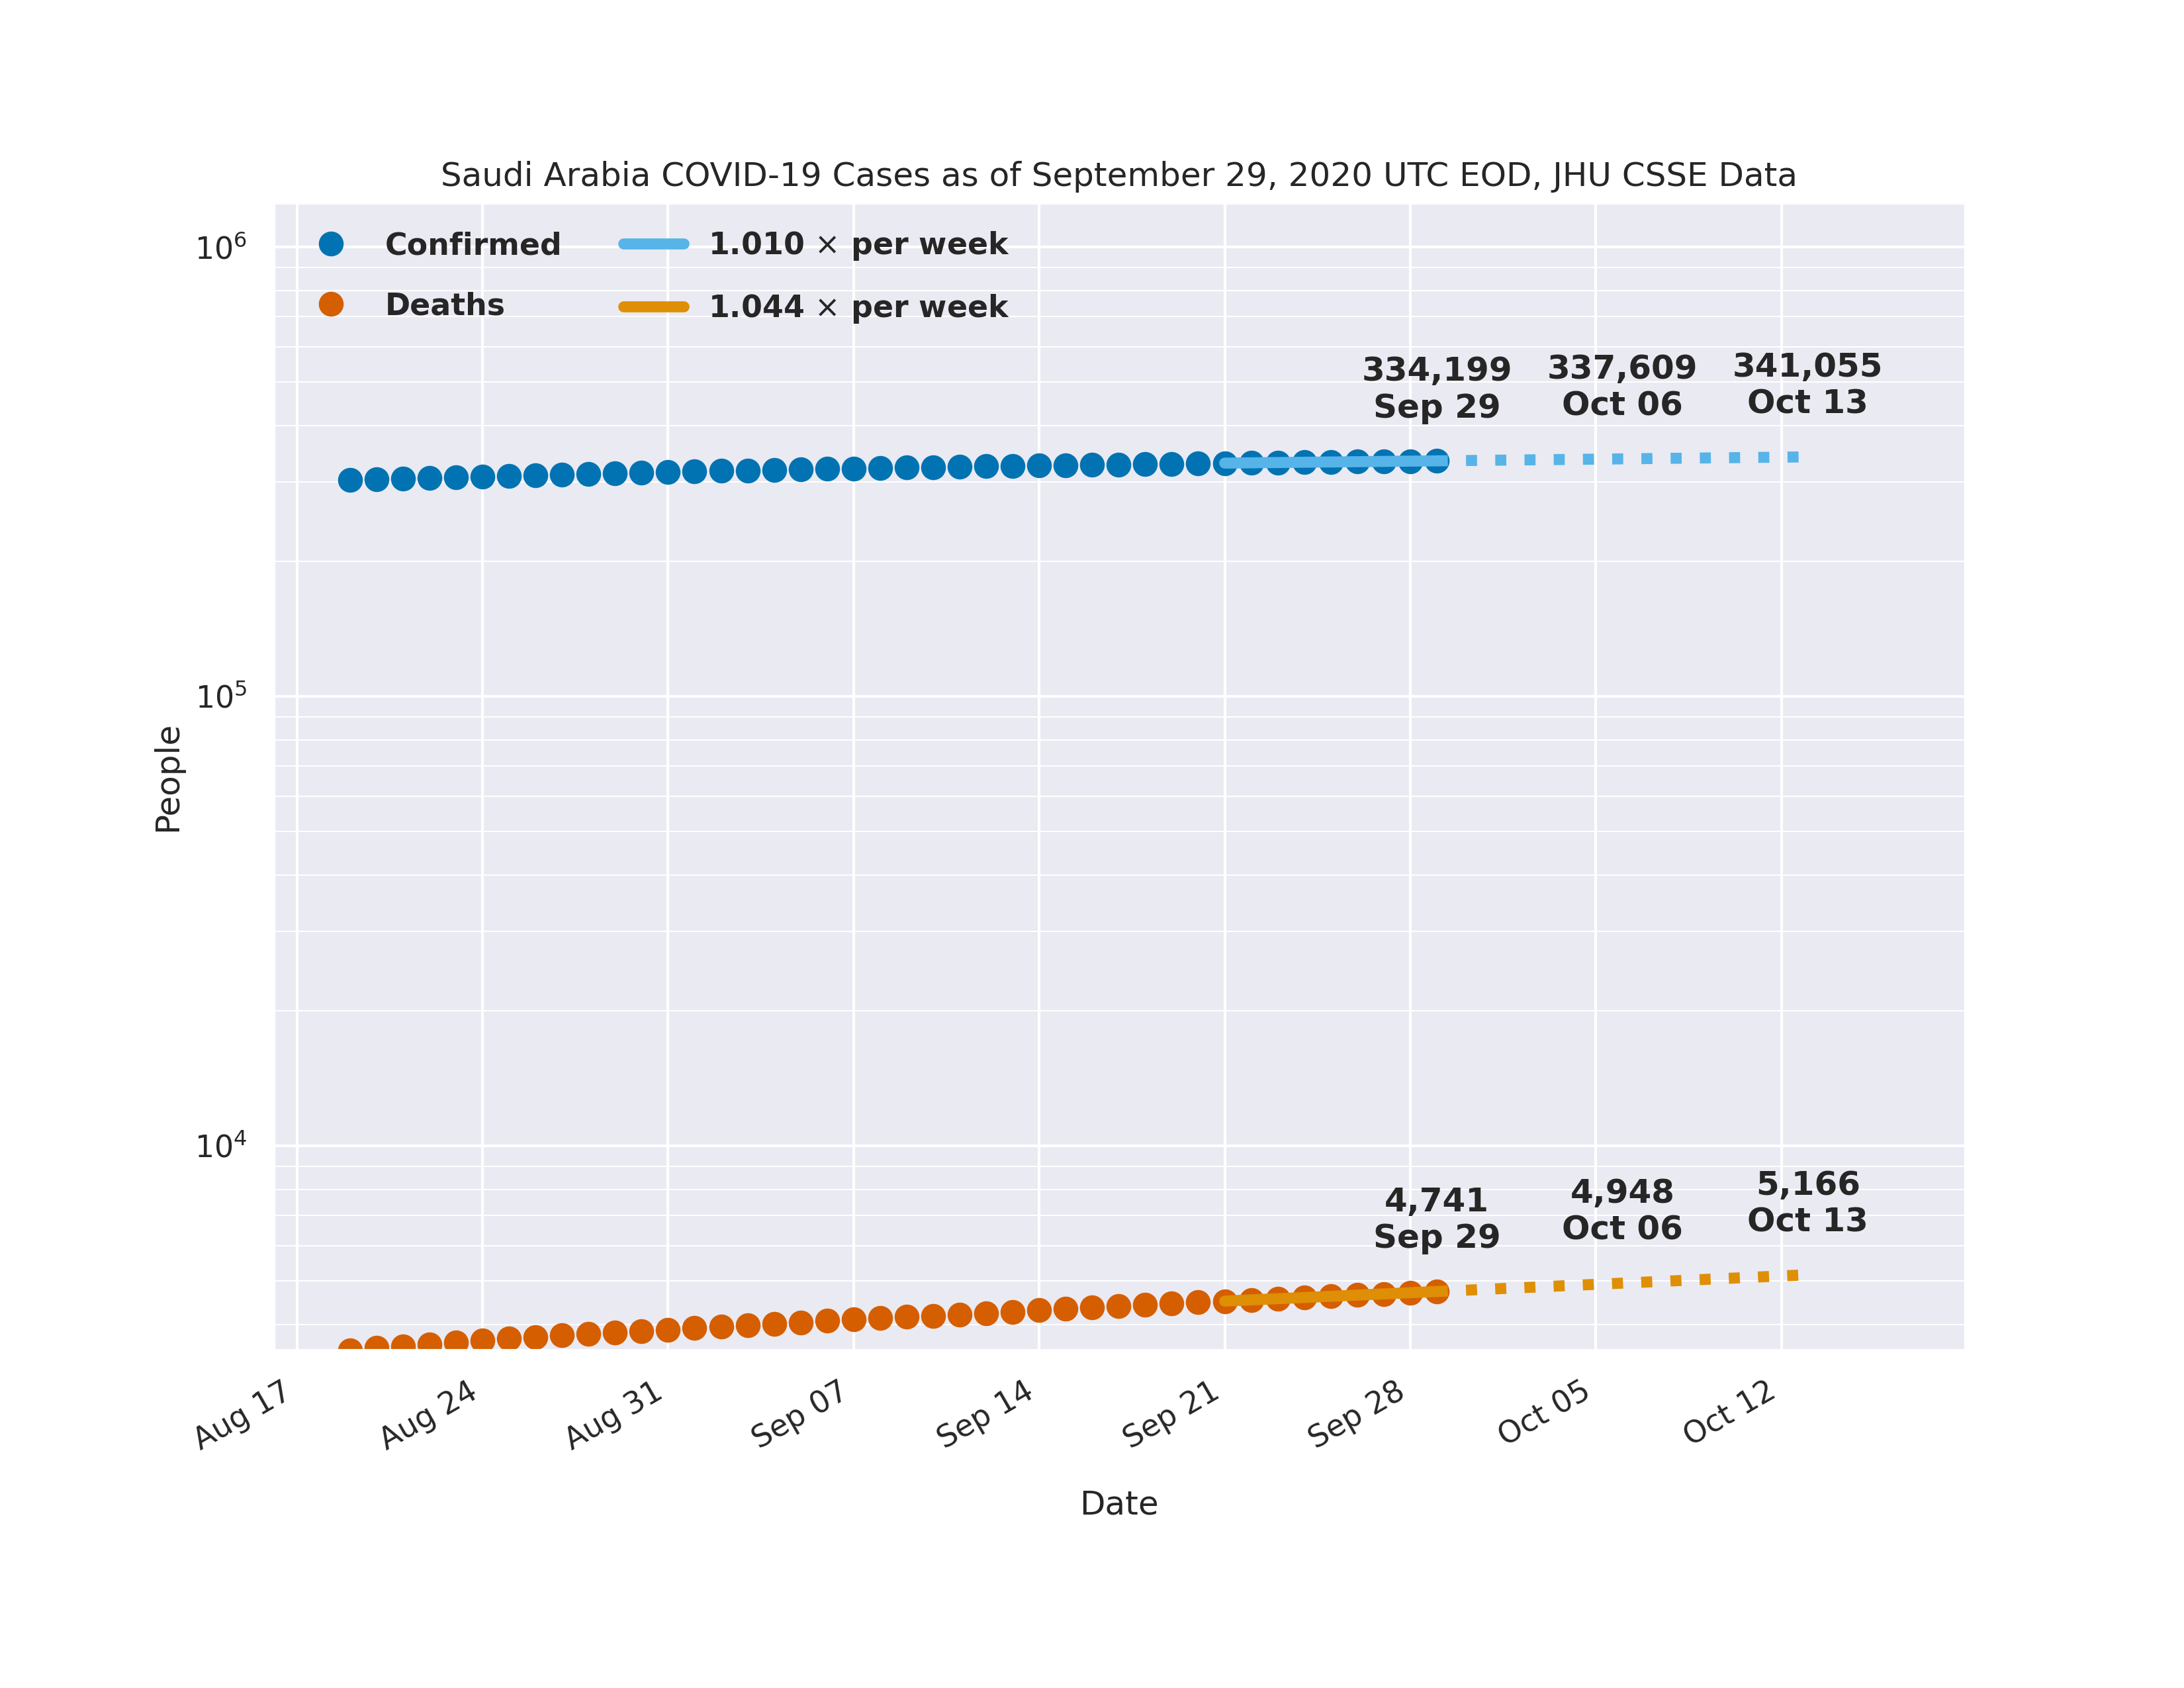 Saudi Arabia COVID-19 Cases as of September 29, 2020 UTC EOD, JHU CSSE Data
Confirmed
Deaths
1.010 × per week
1.044 × per week
334,199
Sep 29
337,609
Oct 06
341,055
Oct 13
4,741
Sep 29
4,948
Oct 06
5,166
Oct 13
10⁶
10⁵
10⁴
People
Aug 17
Aug 24
Aug 31
Sep 07
Sep 14
Sep 21
Sep 28
Oct 05
Oct 12
Date